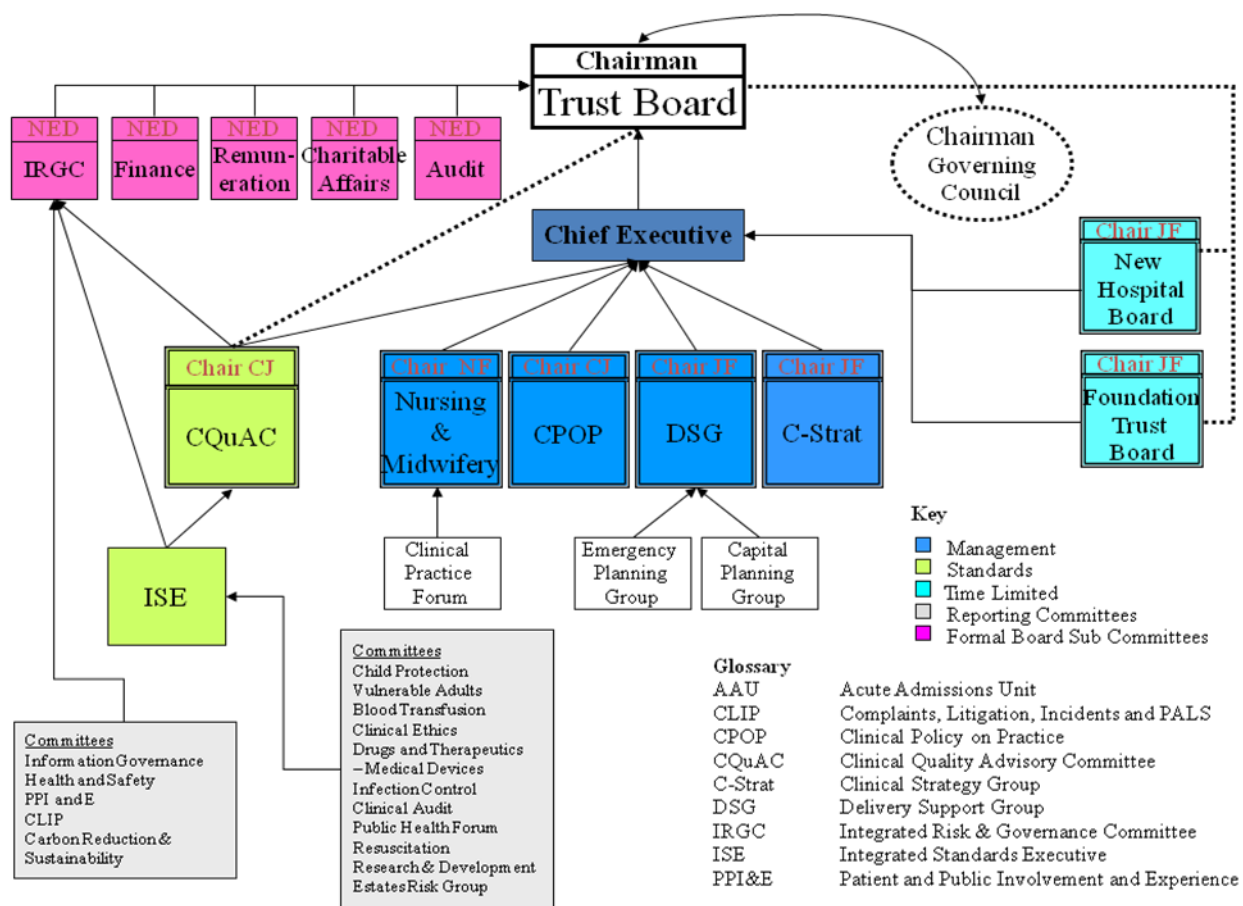 Chairman
Trust Board
Chairman
Governing
Council
NED
IRGC
NED
Finance
NED
Remun-
eration
NED
Charitable
Affairs
NED
Audit
Chief Executive
Chair JF
New
Hospital
Board
Chair JF
Foundation
Trust
Board
Chair CJ
CQuAC
Chair NF
Nursing
&
Midwifery
Chair CJ
CPOP
Chair JF
DSG
Chair JF
C-Strat
ISE
Clinical
Practice
Forum
Emergency
Planning
Group
Capital
Planning
Group
Key
Management
Standards
Time Limited
Reporting Committees
Formal Board Sub Committees
Committees
Information Governance
Health and Safety
PPI and E
CLIP
Carbon Reduction &
Sustainability
Committees
Child Protection
Vulnerable Adults
Blood Transfusion
Clinical Ethics
Drugs and Therapeutics
–Medical Devices
Infection Control
Clinical Audit
Public Health Forum
Resuscitation
Research & Development
Estates Risk Group
Glossary
AAU Acute Admissions Unit
CLIP Complaints, Litigation, Incidents and PALS
CPOP Clinical Policy on Practice
CQuAC Clinical Quality Advisory Committee
C-Strat Clinical Strategy Group
DSG Delivery Support Group
IRGC Integrated Risk & Governance Committee
ISE Integrated Standards Executive
PPI&E Patient and Public Involvement and Experience